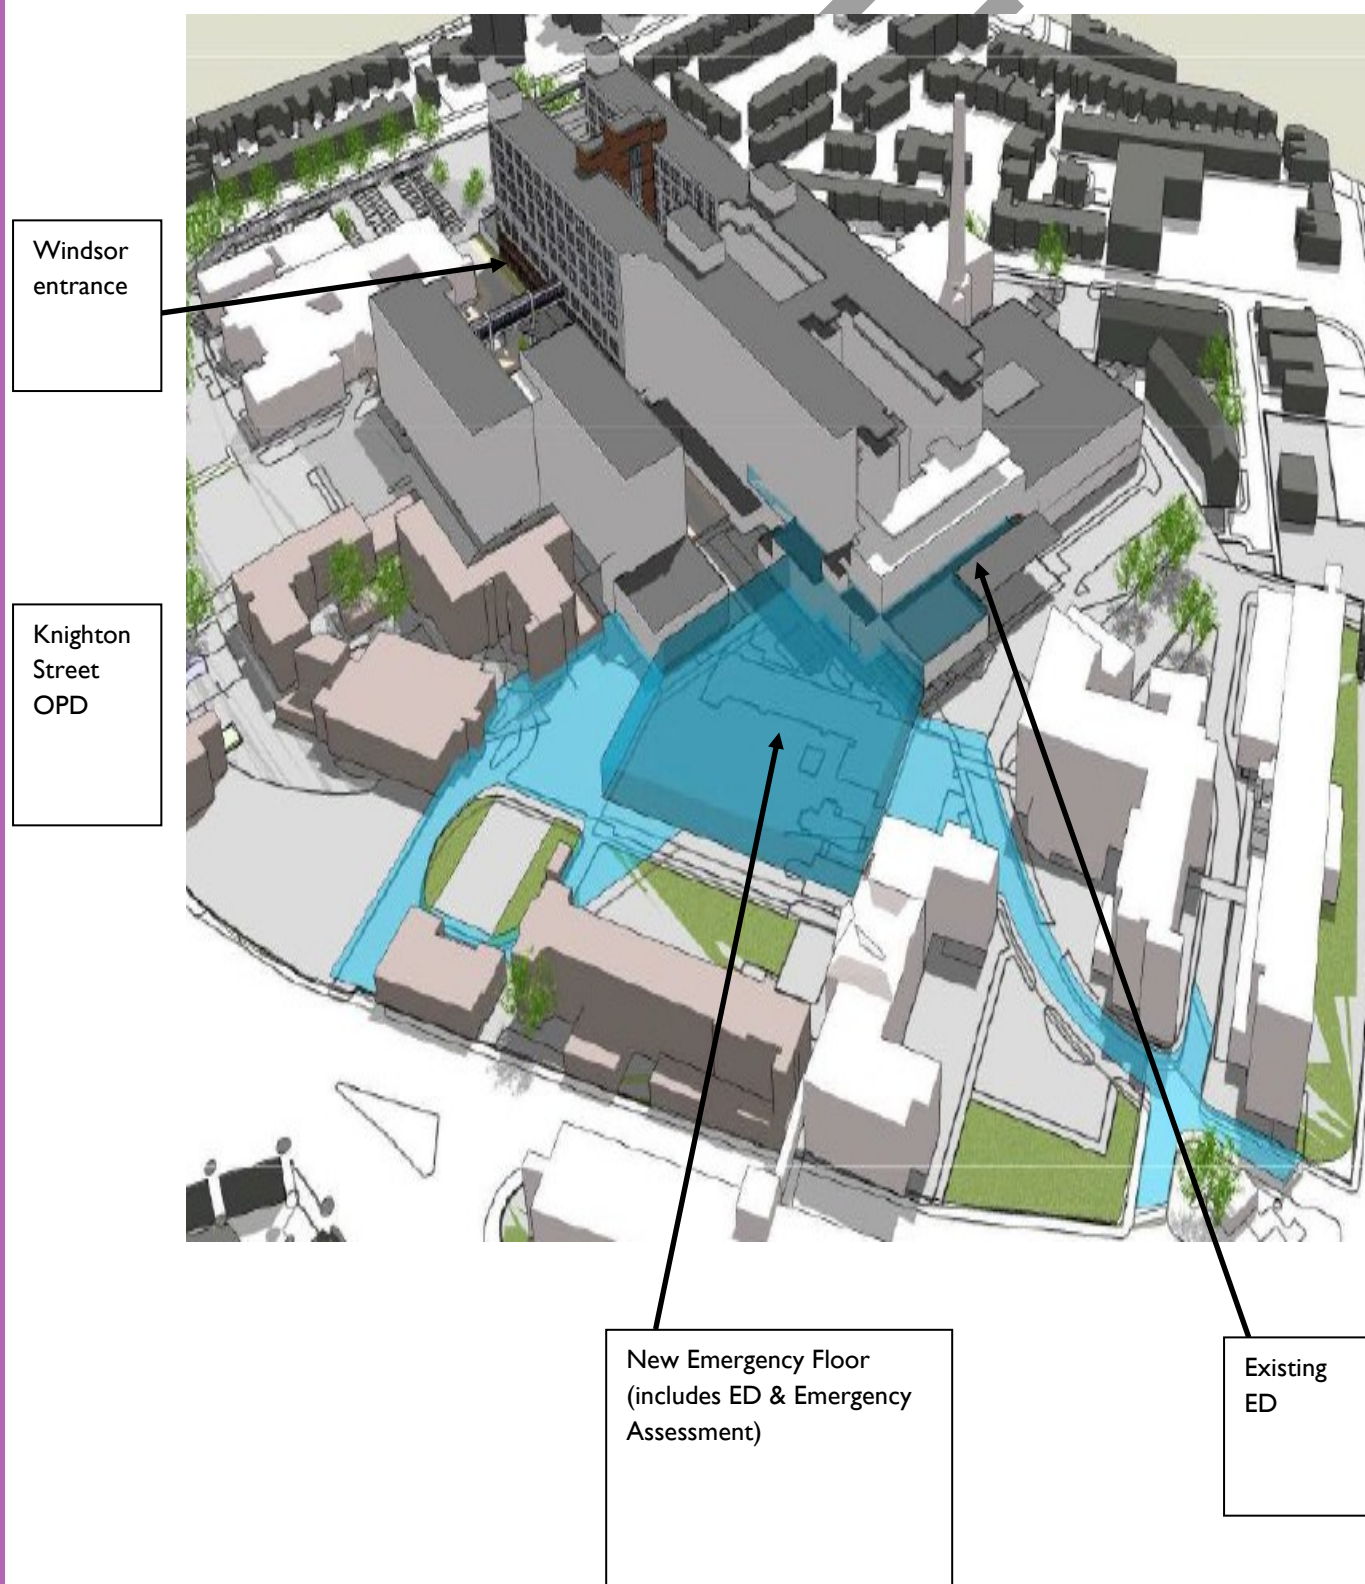 Windsor
entrance
Knighton
Street
OPD
New Emergency Floor
(includes ED & Emergency
Assessment)
Existing
ED